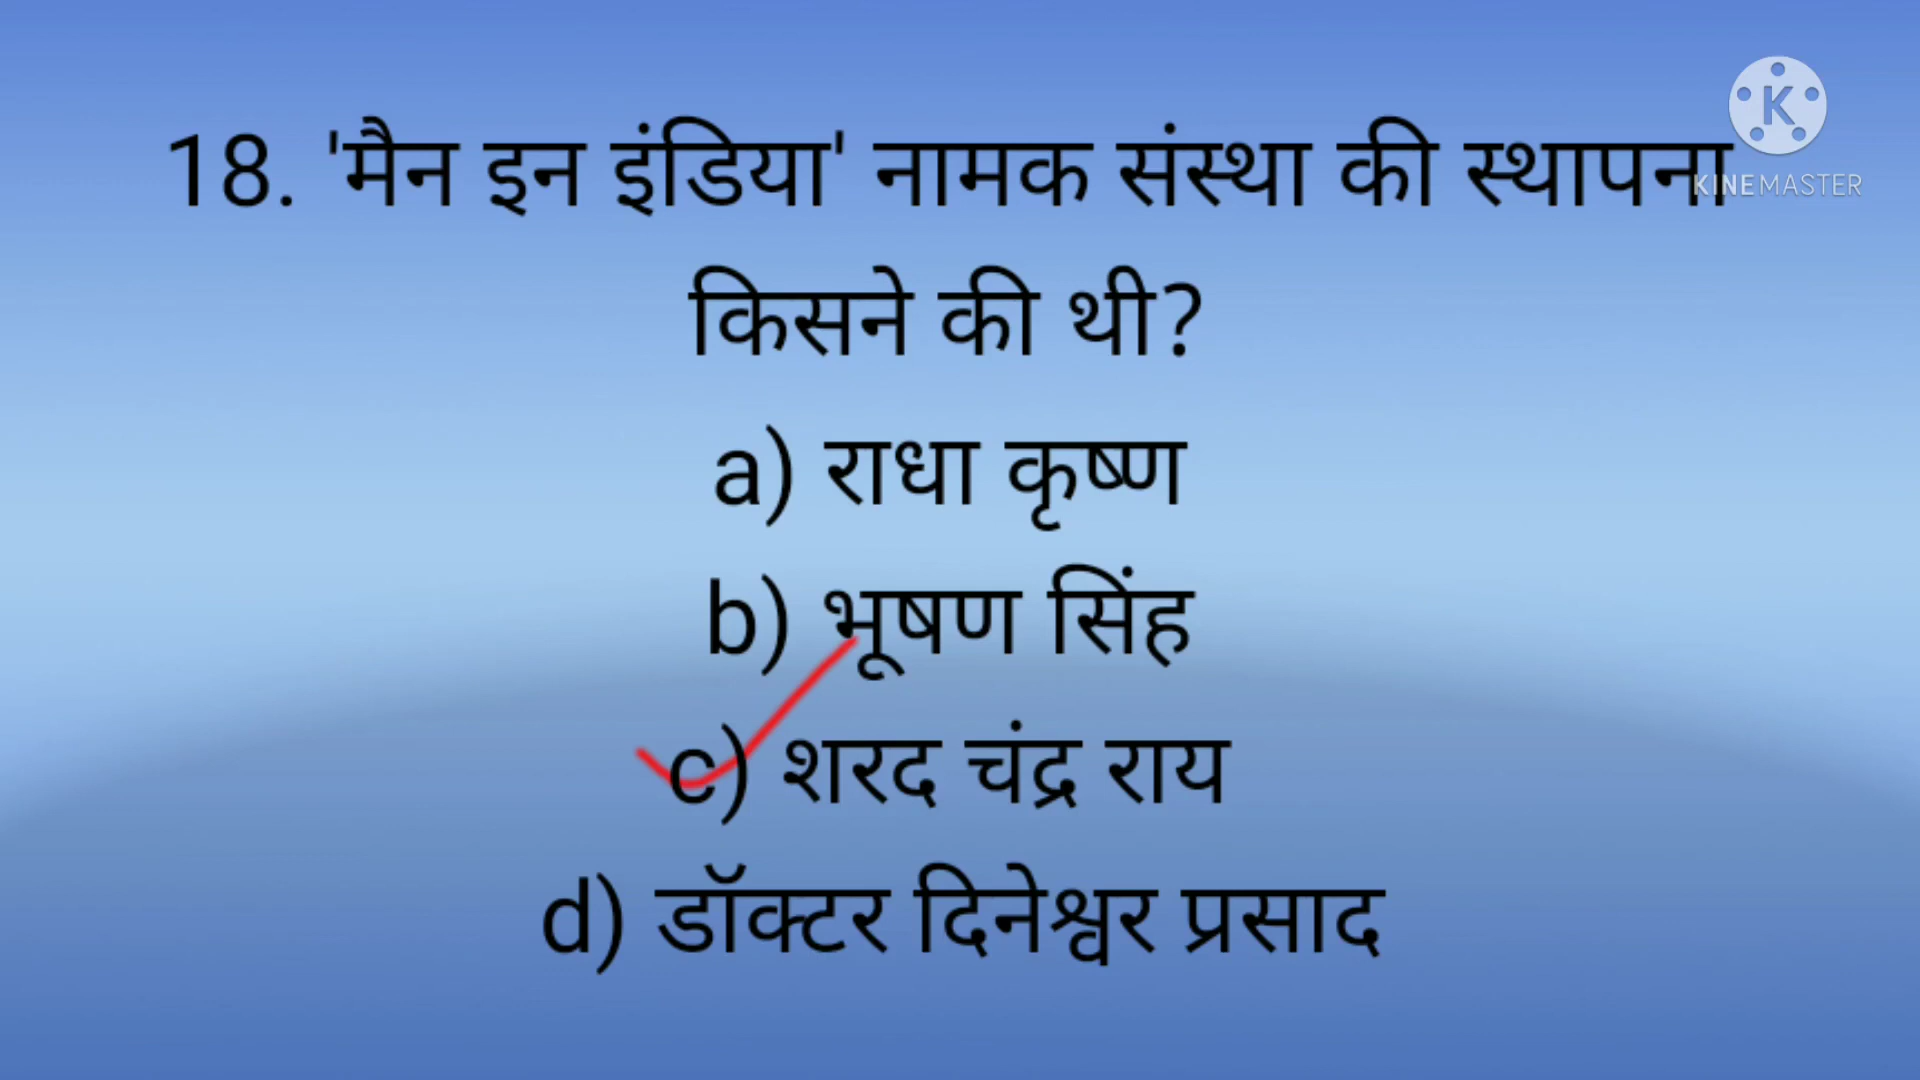 18. 'मैन इन इंडिया' नामक संस्था की स्थापना
किसने की थी?
a) राधा कृष्ण
b) भूषण सिंह
c) शरद चंद्र राय
d) डॉक्टर दिनेश्वर प्रसाद
K
KINEMASTER